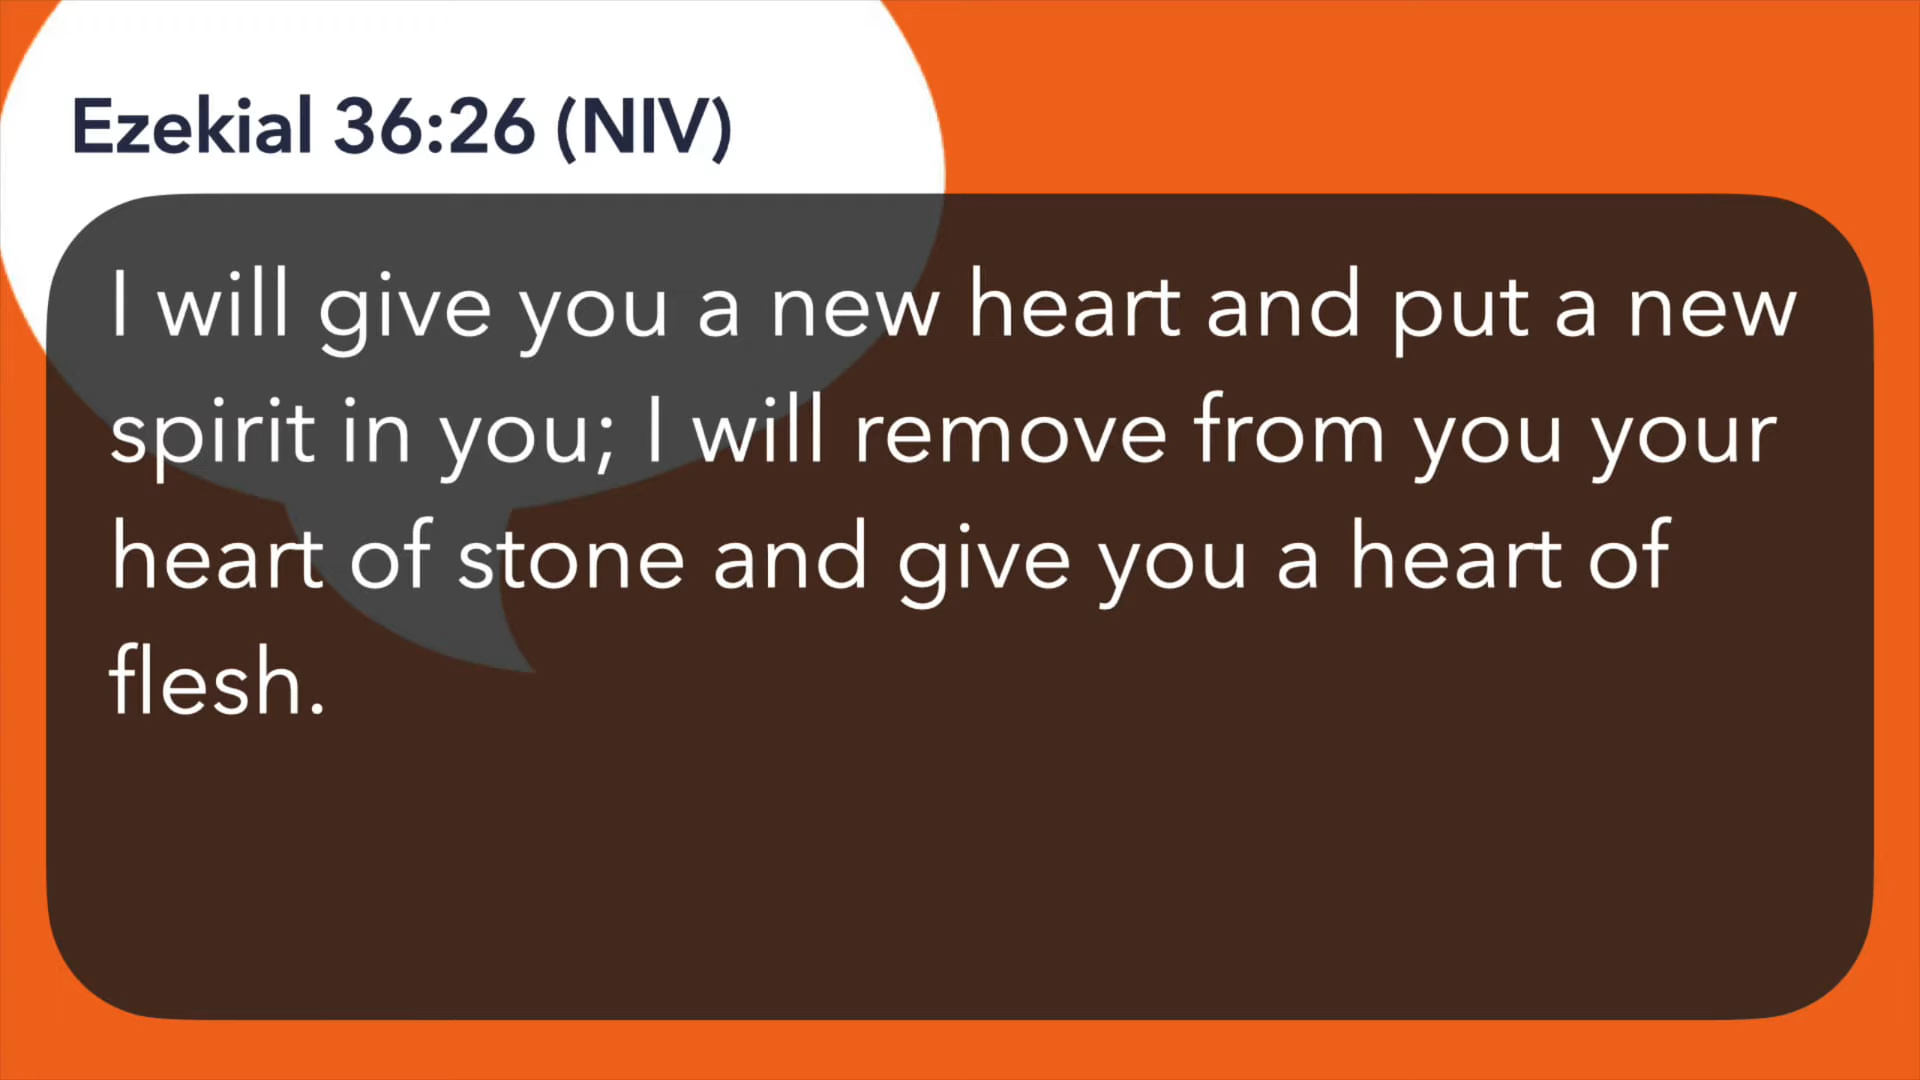 Ezekial 36:26 (NIV)
I will give you a new heart and put a new
spirit in you; I will remove from you your
heart of stone and give you a heart of
flesh.